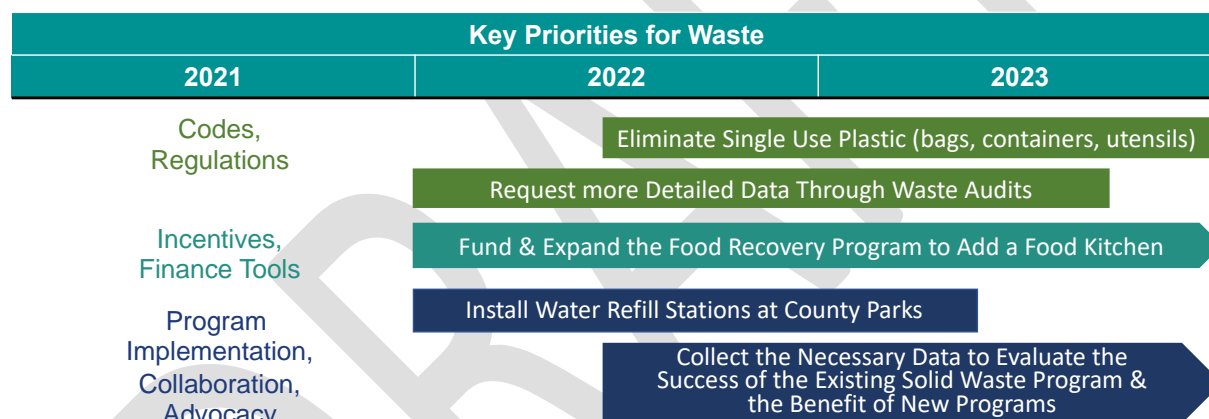 Key Priorities for Waste
2021 2022 2023
Codes,
Regulations
Eliminate Single Use Plastic (bags, containers, utensils)
Request more Detailed Data Through Waste Audits
Incentives,
Finance Tools
Fund & Expand the Food Recovery Program to Add a Food Kitchen
Program
Implementation,
Collaboration,
Advocacy
Install Water Refill Stations at County Parks
Collect the Necessary Data to Evaluate the
Success of the Existing Solid Waste Program &
the Benefit of New Programs